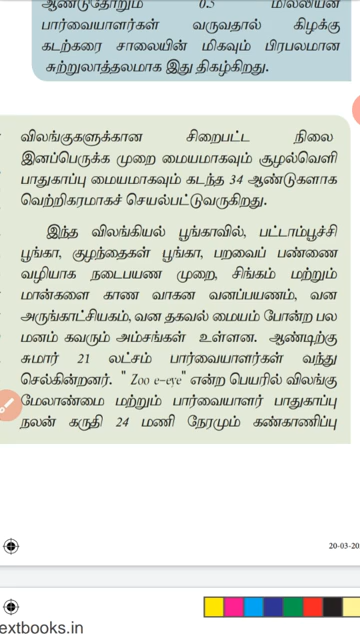 ஆண்டுதோறும் 0.5 மில்லியன்
பார்வையாளர்கள் வருவதால் கிழக்கு
கடற்கரை சாலையின் மிகவும் பிரபலமான
சுற்றுலாத்தலமாக இது திகழ்கிறது.
விலங்குகளுக்கான சிறைபட்ட நிலை
இனப்பெருக்க முறை மையமாகவும் சூழல்வெளி
பாதுகாப்பு மையமாகவும் கடந்த 34 ஆண்டுகளாக
வெற்றிகரமாகச் செயல்பட்டுவருகிறது.
இந்த விலங்கியல் பூங்காவில், பட்டாம்பூச்சி
பூங்கா, குழந்தைகள் பூங்கா, பறவைப் பண்ணை
வழியாக நடைபயண முறை, சிங்கம் மற்றும்
மான்களை காண வாகன வனப்பயணம், வன
அருங்காட்சியகம், வன தகவல் மையம் போன்ற பல
மனம் கவரும் அம்சங்கள் உள்ளன. ஆண்டிற்கு
சுமார் 21 லட்சம் பார்வையாளர்கள் வந்து
செல்கின்றனர். " Zoo e-eye" என்ற பெயரில் விலங்கு
மேலாண்மை மற்றும் பார்வையாளர் பாதுகாப்பு
நலன் கருதி 24 மணி நேரமும் கண்காணிப்பு
20-03-20
extbooks.in